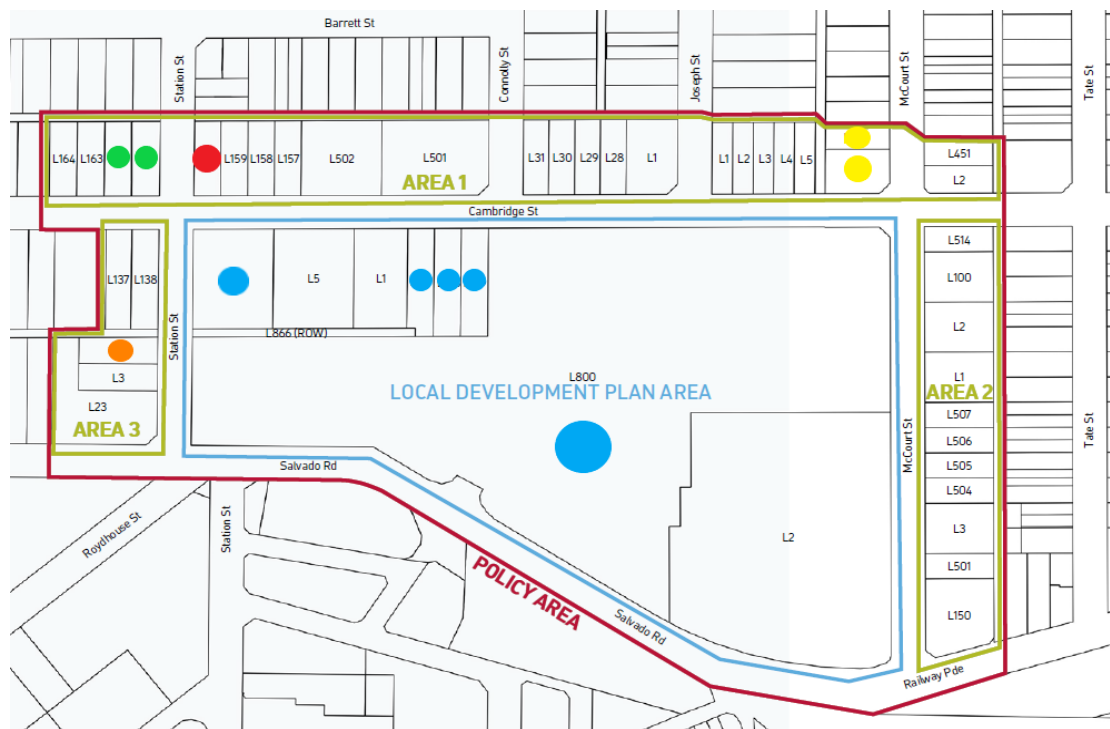 Barrett St
Station St
Connolly St
Joseph St
McCourt St
Tate St
L164
L163
L159
L158
L157
L502
L501
L31
L30
L29
L28
L1
L1
L2
L3
L4
L5
L451
L2
AREA 1
Cambridge St
L137
L138
Station St
L5
L1
L866 (ROW)
L514
L100
L2
L1
AREA 2
L507
L506
L505
L504
L3
L501
L150
McCourt St
Tate St
L3
L23
AREA 3
L800
LOCAL DEVELOPMENT PLAN AREA
L2
Salvado Rd
Roydhouse St
Station St
POLICY AREA
Salvado Rd
Railway Pde